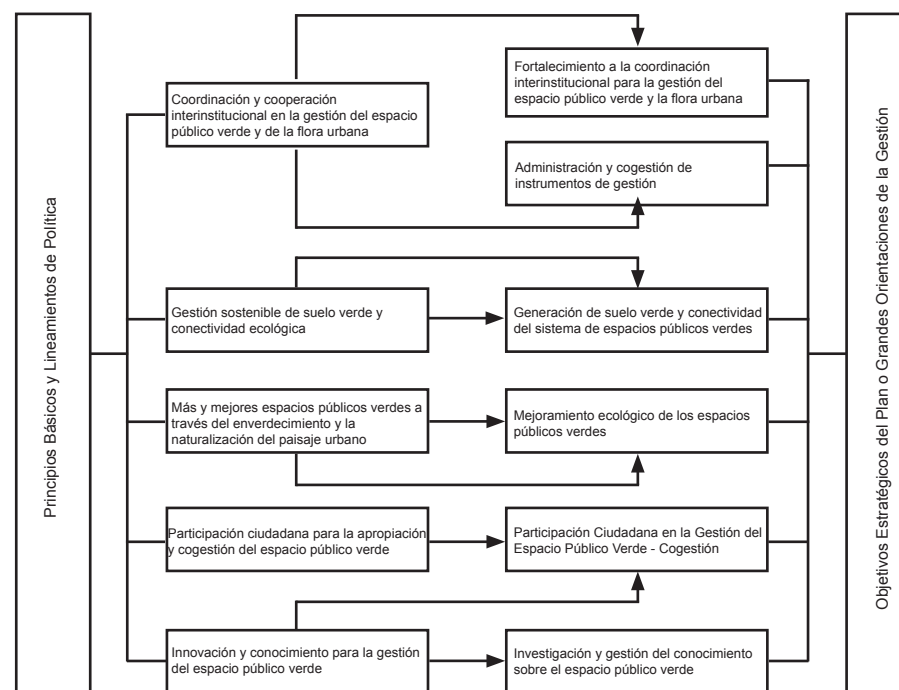 Principios Básicos y Lineamientos de Política
Coordinación y cooperación
interinstitucional en la gestión del espacio
público verde y de la flora urbana
Fortalecimiento a la coordinación
interinstitucional para la gestión del
espacio público verde y la flora urbana
Administración y cogestión de
instrumentos de gestión
Gestión sostenible de suelo verde y
conectividad ecológica
Generación de suelo verde y conectividad
del sistema de espacios públicos verdes
Más y mejores espacios públicos verdes a
través del enverdecimiento y la
naturalización del paisaje urbano
Mejoramiento ecológico de los espacios
públicos verdes
Participación ciudadana para la apropiación
y cogestión del espacio público verde
Participación Ciudadana en la Gestión del
Espacio Público Verde - Cogestión
Innovación y conocimiento para la gestión
del espacio público verde
Investigación y gestión del conocimiento
sobre el espacio público verde
Objetivos Estratégicos del Plan o Grandes Orientaciones de la Gestión